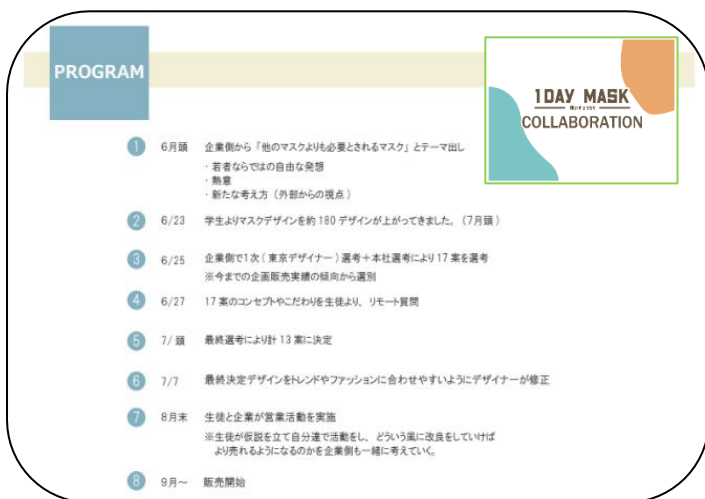 PROGRAM
1DAY MASK
COLLABORATION
1 6月頭 企業側から「他のマスクよりも必要とされるマスク」とテーマ出し
・若者ならではの自由な発想
・熱意
・新たな考え方（外部からの視点）
2 6/23 学生よりマスクデザインを約180デザインが上がってきました。（7月頭）
3 6/25 企業側で1次(東京デザイナー)選考＋本社選考により17案を選考
※今までの企画販売実績の傾向から選別
4 6/27 17案のコンセプトやこだわりを生徒より、リモート質問
5 7/頭 最終選考により計13案に決定
6 7/7 最終決定デザインをトレンドやファッションに合わせやすいようにデザイナーが修正
7 8月末 生徒と企業が営業活動を実施
※生徒が仮説を立て自分達で活動をし、どういう風に改良をしていけば
より売れるようになるのかを企業側も一緒に考えていく。
8 9月～ 販売開始